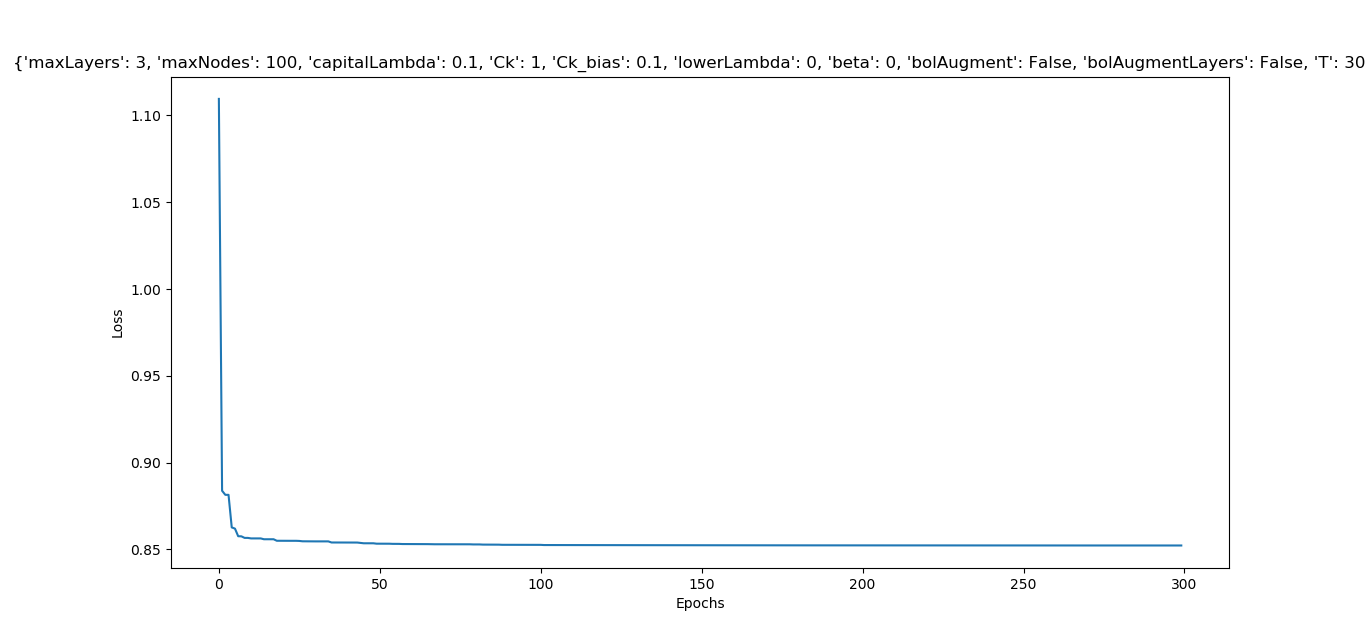 {'maxLayers': 3, 'maxNodes': 100, 'capitalLambda': 0.1, 'Ck': 1, 'Ck_bias': 0.1, 'lowerLambda': 0, 'beta': 0, 'bolAugment': False, 'bolAugmentLayers': False, 'T': 30
1.10
1.05
1.00
0.95
0.90
0.85
Loss
0 50 100 150 200 250 300
Epochs